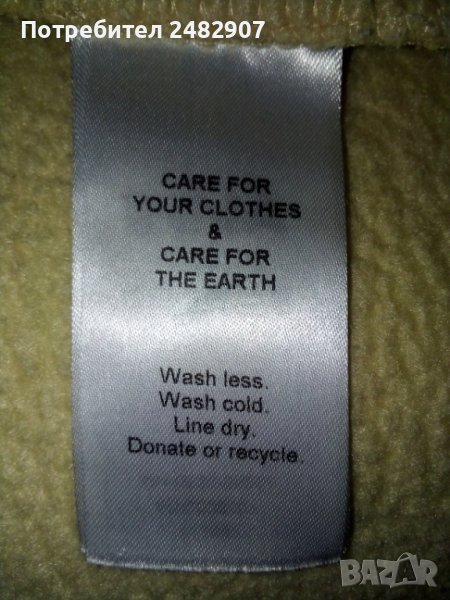 Потребител 2482907
CARE FOR
YOUR CLOTHES
&
CARE FOR
THE EARTH
Wash less.
Wash cold.
Line dry.
Donate or recycle.
BAZAR